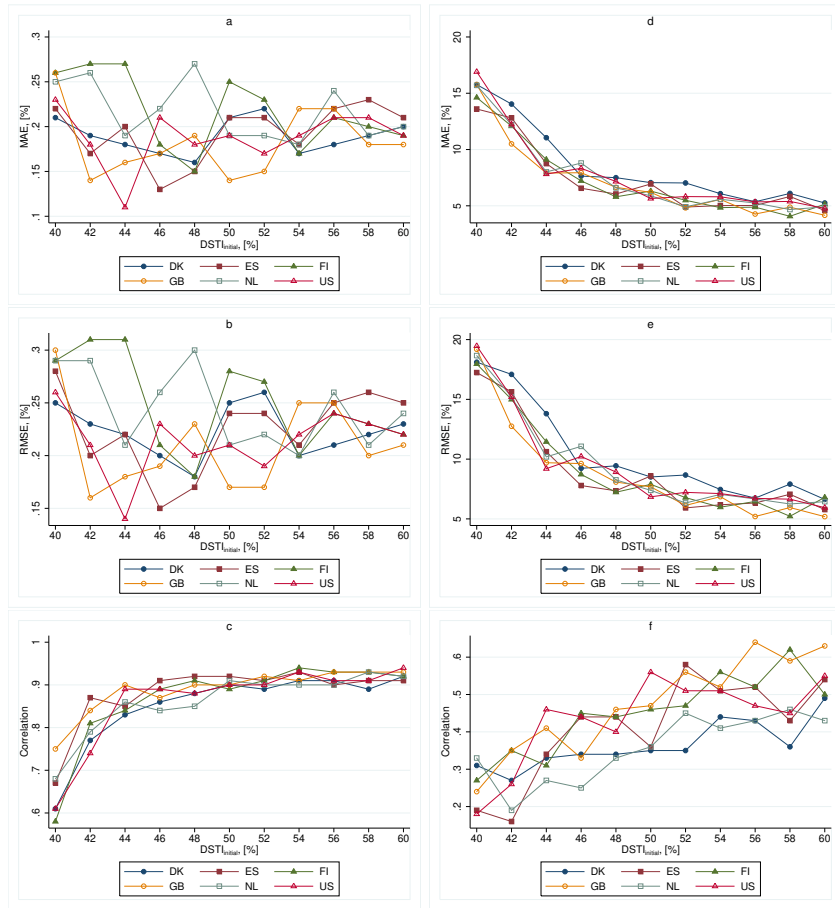 a
MAE, [%]
.3
.25
.2
.15
.1
40 42 44 46 48 50 52 54 56 58 60
DSTIinitial, [%]
DK ES FI
GB NL US
d
MAE, [%]
20
15
10
5
40 42 44 46 48 50 52 54 56 58 60
DSTIinitial, [%]
DK ES FI
GB NL US
b
RMSE, [%]
.3
.25
.2
.15
40 42 44 46 48 50 52 54 56 58 60
DSTIinitial, [%]
DK ES FI
GB NL US
e
RMSE, [%]
20
15
10
5
40 42 44 46 48 50 52 54 56 58 60
DSTIinitial, [%]
DK ES FI
GB NL US
c
Correlation
1
.9
.8
.7
.6
40 42 44 46 48 50 52 54 56 58 60
DSTIinitial, [%]
DK ES FI
GB NL US
f
Correlation
.6
.5
.4
.3
.2
40 42 44 46 48 50 52 54 56 58 60
DSTIinitial, [%]
DK ES FI
GB NL US